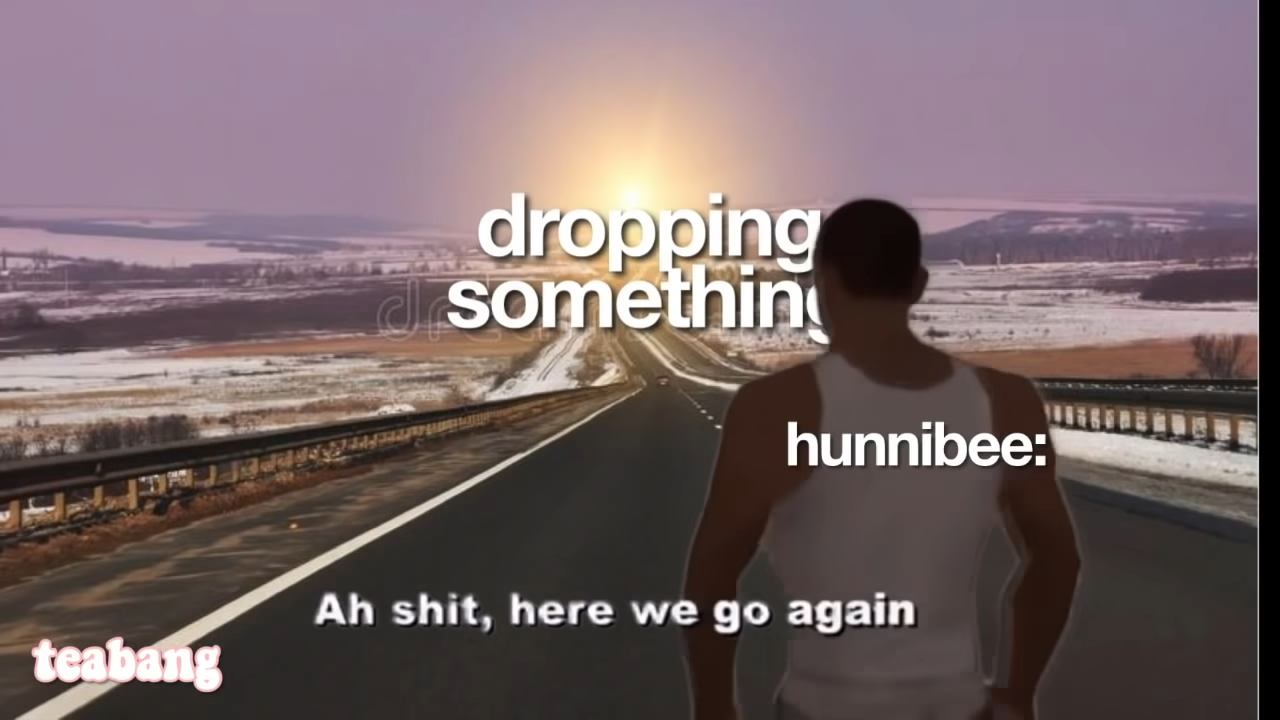 dropping
something
hunnibee:
Ah shit, here we go again
teabang